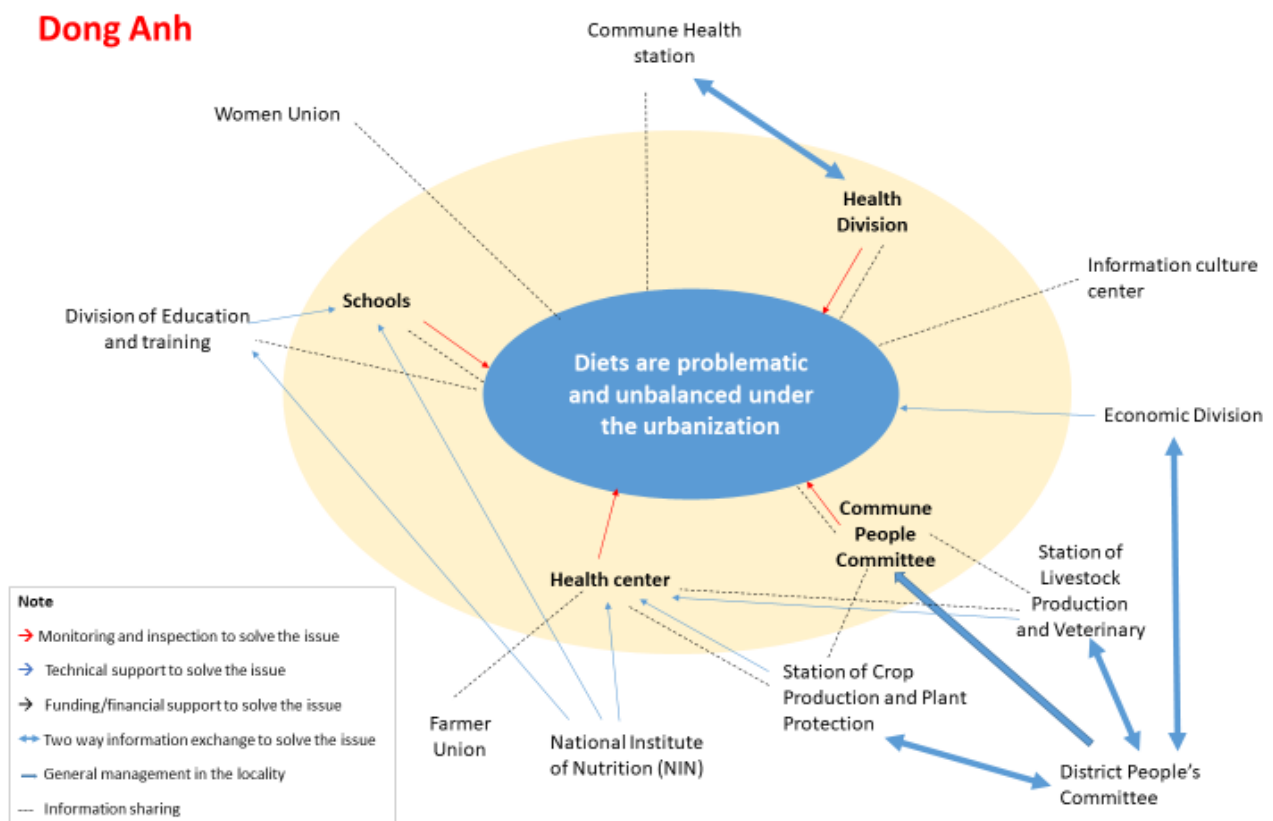 Dong Anh
Commune Health
station
Women Union
Health
Division
Information culture
center
Schools
Division of Education
and training
Diets are problematic
and unbalanced under
the urbanization
Economic Division
Commune
People
Committee
Station of
Livestock
Production
and Veterinary
Health center
Station of Crop
Production and Plant
Protection
Farmer
Union
National Institute
of Nutrition (NIN)
District People's
Committee
Note
Monitoring and inspection to solve the issue
Technical support to solve the issue
Funding/financial support to solve the issue
Two way information exchange to solve the issue
General management in the locality
Information sharing